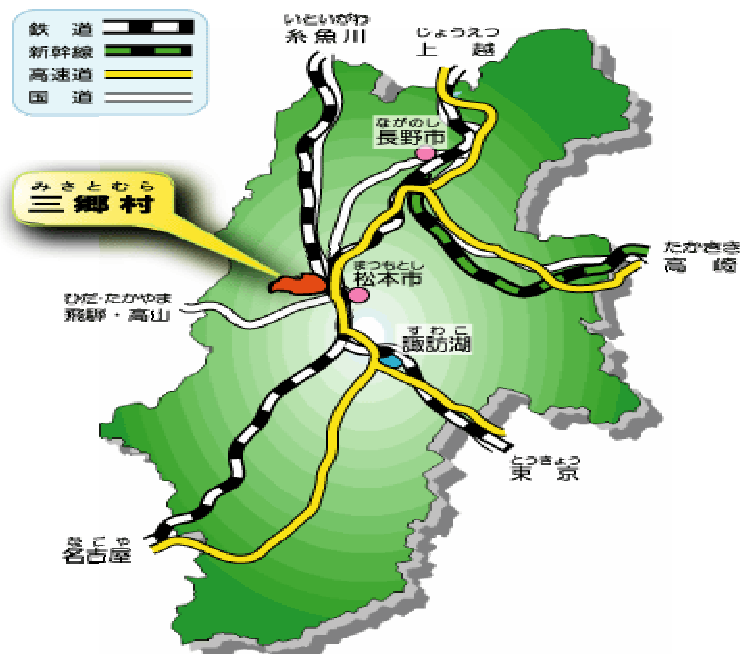 鉄道
新幹線
高速道
国道
いといがわ
糸魚川
じょうえつ
上越
ながのし
長野市
みさとむら
三郷村
たかさき
高崎
まつもとし
松本市
ひだ・たかやま
飛騨・高山
すわこ
諏訪湖
とうきょう
東京
なごや
名古屋